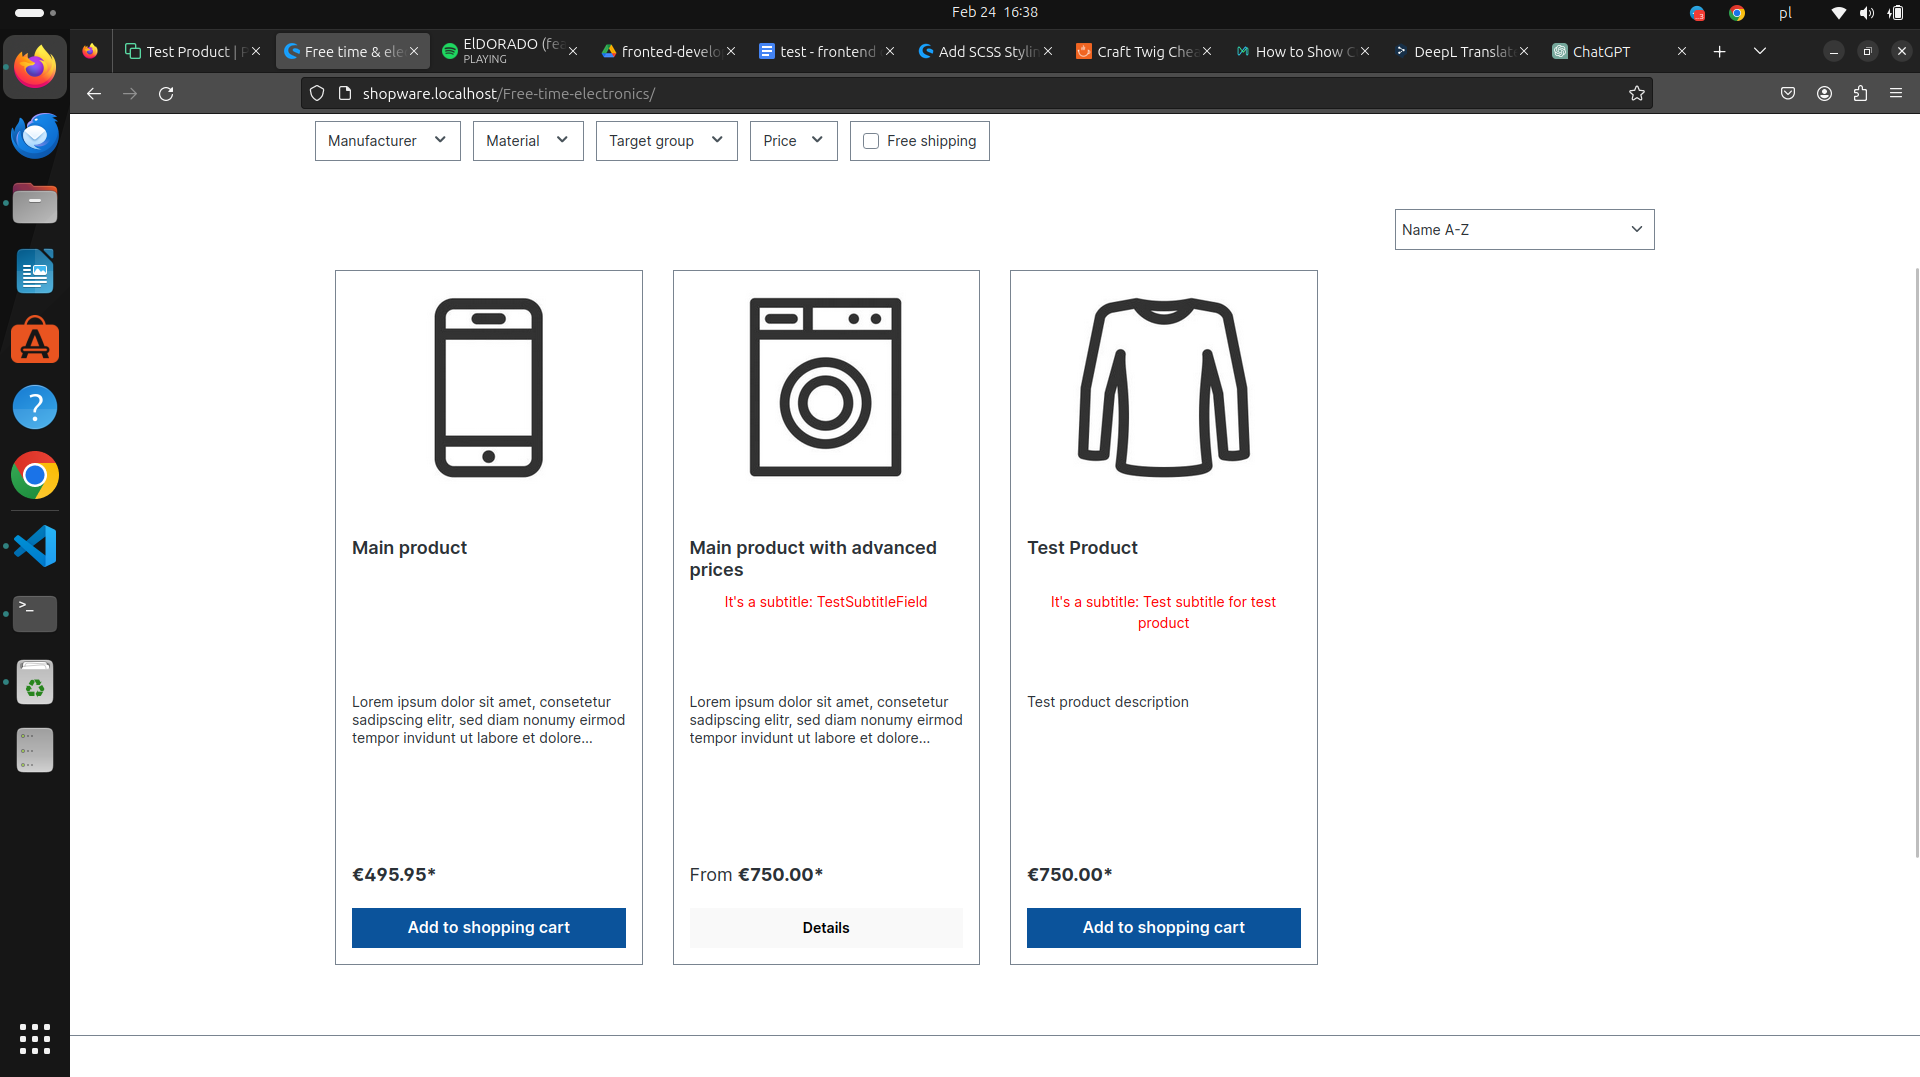 Feb 24 16:38
pl
Test Product | P
Free time & ele
ElDORADO (fea
PLAYING
fronted-develo
test - frontend
Add SCSS Stylin
Craft Twig Chea
How to Show C
DeepL Translat
ChatGPT
shopware.localhost/Free-time-electronics/
Manufacturer
Material
Target group
Price
Free shipping
Name A-Z
Main product
Main product with advanced
prices
Test Product
It's a subtitle: TestSubtitleField
It's a subtitle: Test subtitle for test
product
Lorem ipsum dolor sit amet, consetetur
sadipscing elitr, sed diam nonumy eirmod
tempor invidunt ut labore et dolore...
Lorem ipsum dolor sit amet, consetetur
sadipscing elitr, sed diam nonumy eirmod
tempor invidunt ut labore et dolore...
Test product description
€495.95*
From €750.00*
€750.00*
Add to shopping cart
Details
Add to shopping cart